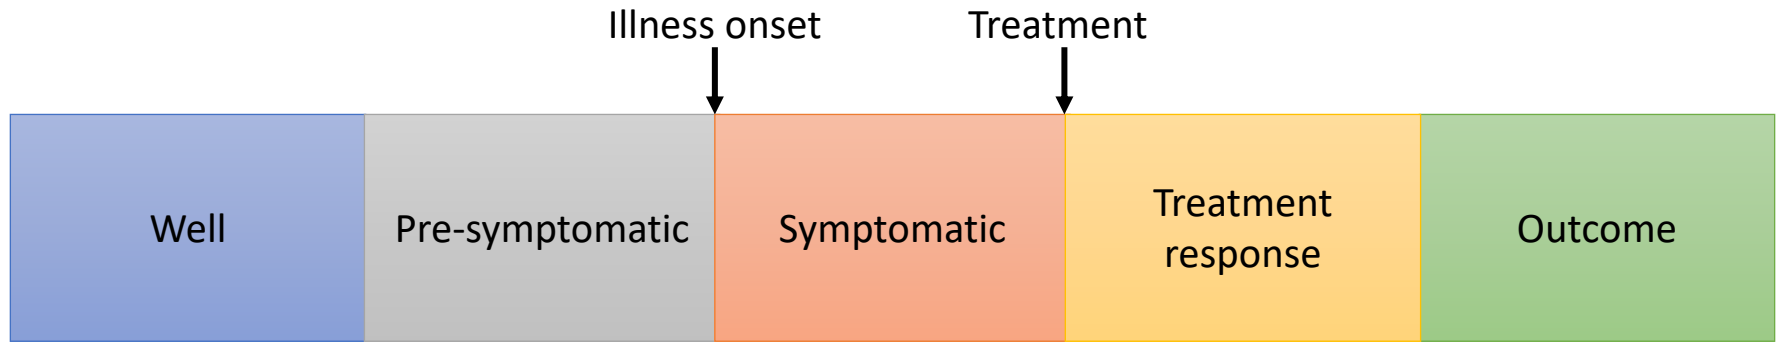 Illness onset
Treatment
Well
Pre-symptomatic
Symptomatic
Treatment
response
Outcome